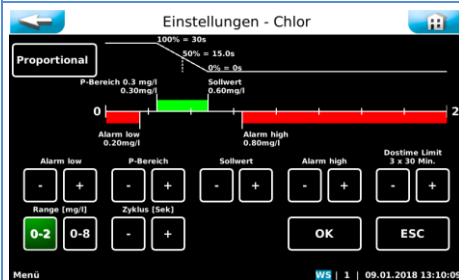 Einstellungen - Chlor
Proportional
100% = 30s
50% = 15.0s
0% = 0s
P-Bereich 0.3 mg/l
0.30mg/l
Sollwert
0.60mg/l
0
2
Alarm low
0.20mg/l
Alarm high
0.80mg/l
Alarm low
P-Bereich
Sollwert
Alarm high
Dostime Limit
3 x 30 Min.
- + - + - + - + - +
Range [mg/l]
Zyklus [Sek]
0-2 0-8 - + OK ESC
Menü
WS | 1 | 09.01.2018 13:10:09